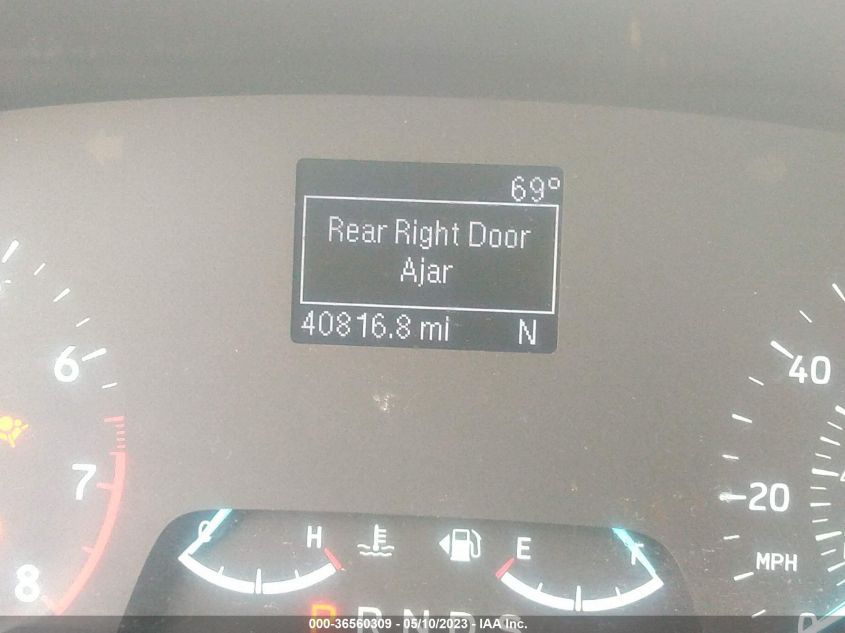 69°
Rear Right Door
Ajar
40816.8 mi N
6
7
8
H
E
40
20
MPH
0
P R N D S
000-36560309 - 05/10/2023 - IAA Inc.